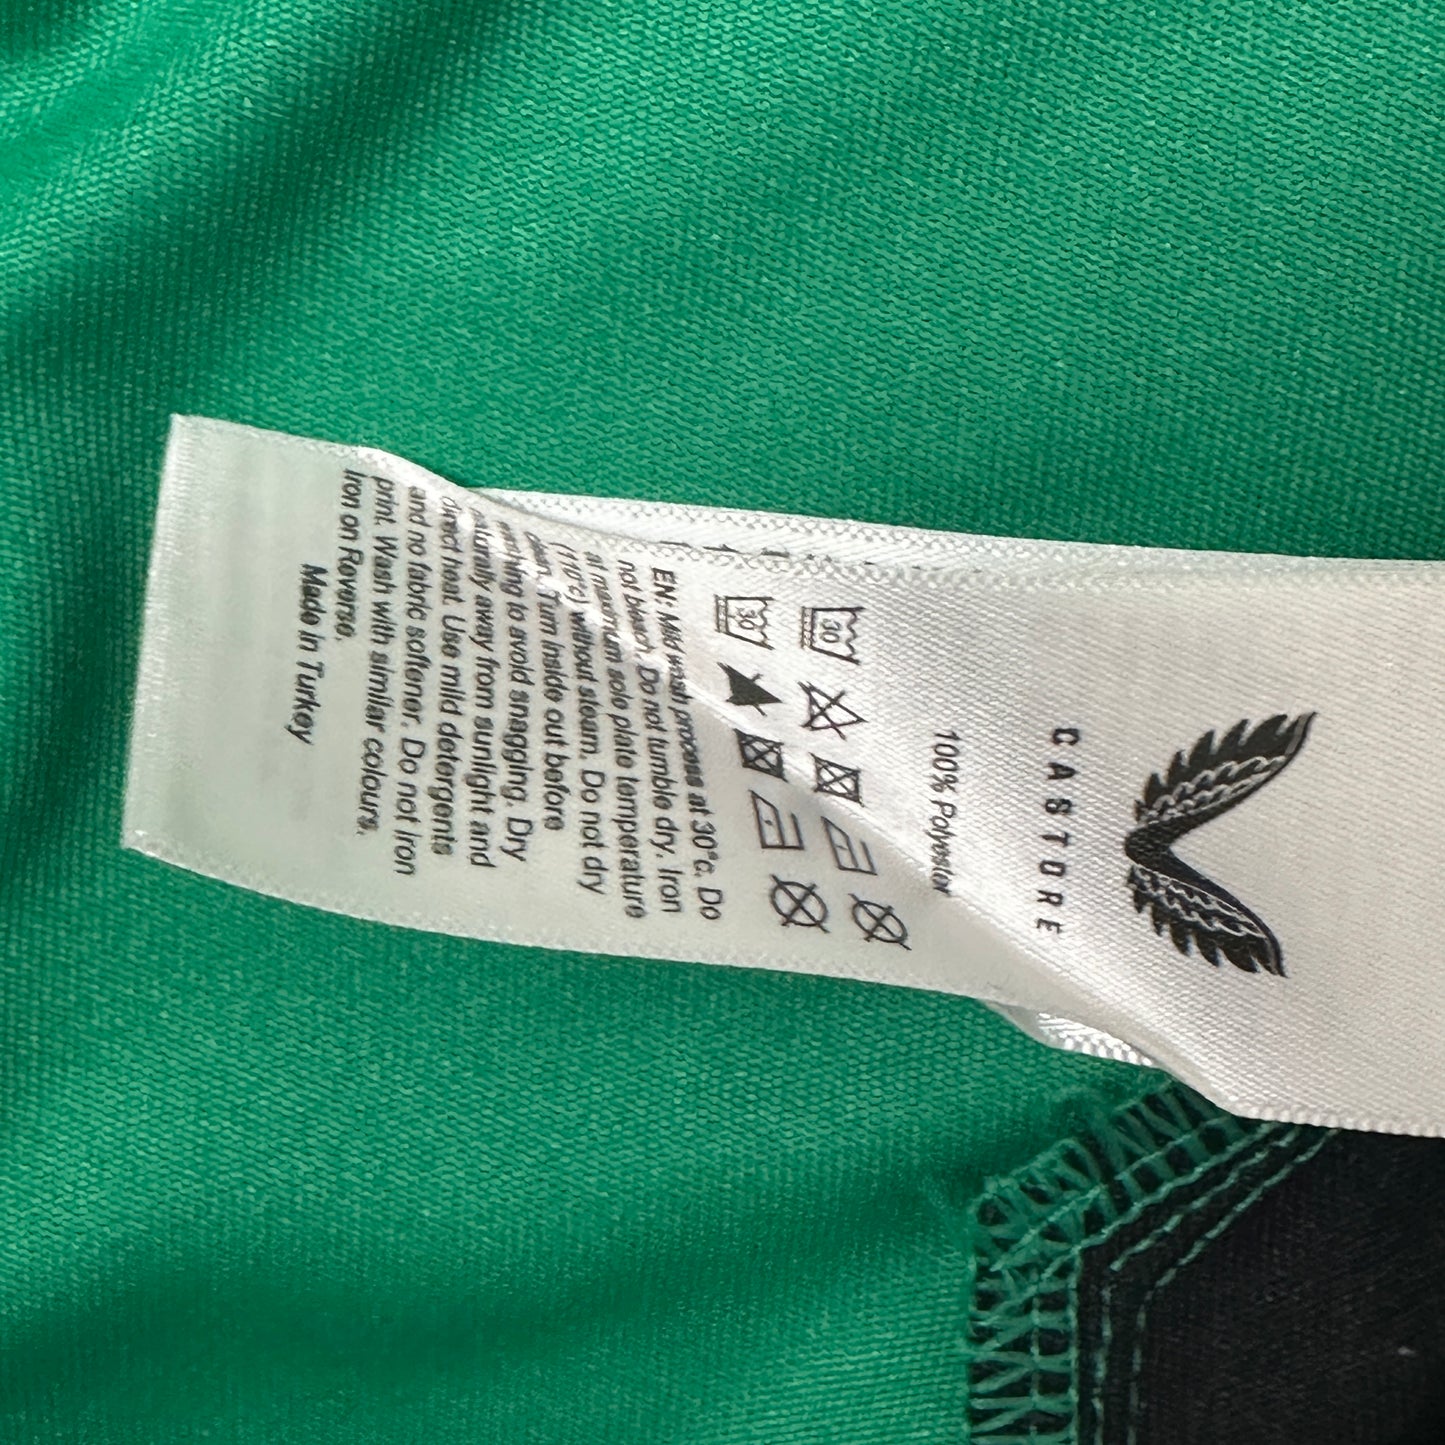 CASTORE
100% Polyester
30
30
EN: Mild wash process at 30°c. Do
not bleach. Do not tumble dry. Iron
at maximum sole plate temperature
(110°c) without steam. Do not dry
clean. Turn inside out before
washing to avoid snagging. Dry
naturally away from sunlight and
direct heat. Use mild detergents
and no fabric softener. Do not iron
print. Wash with similar colours.
Iron on Reverse.
Made in Turkey